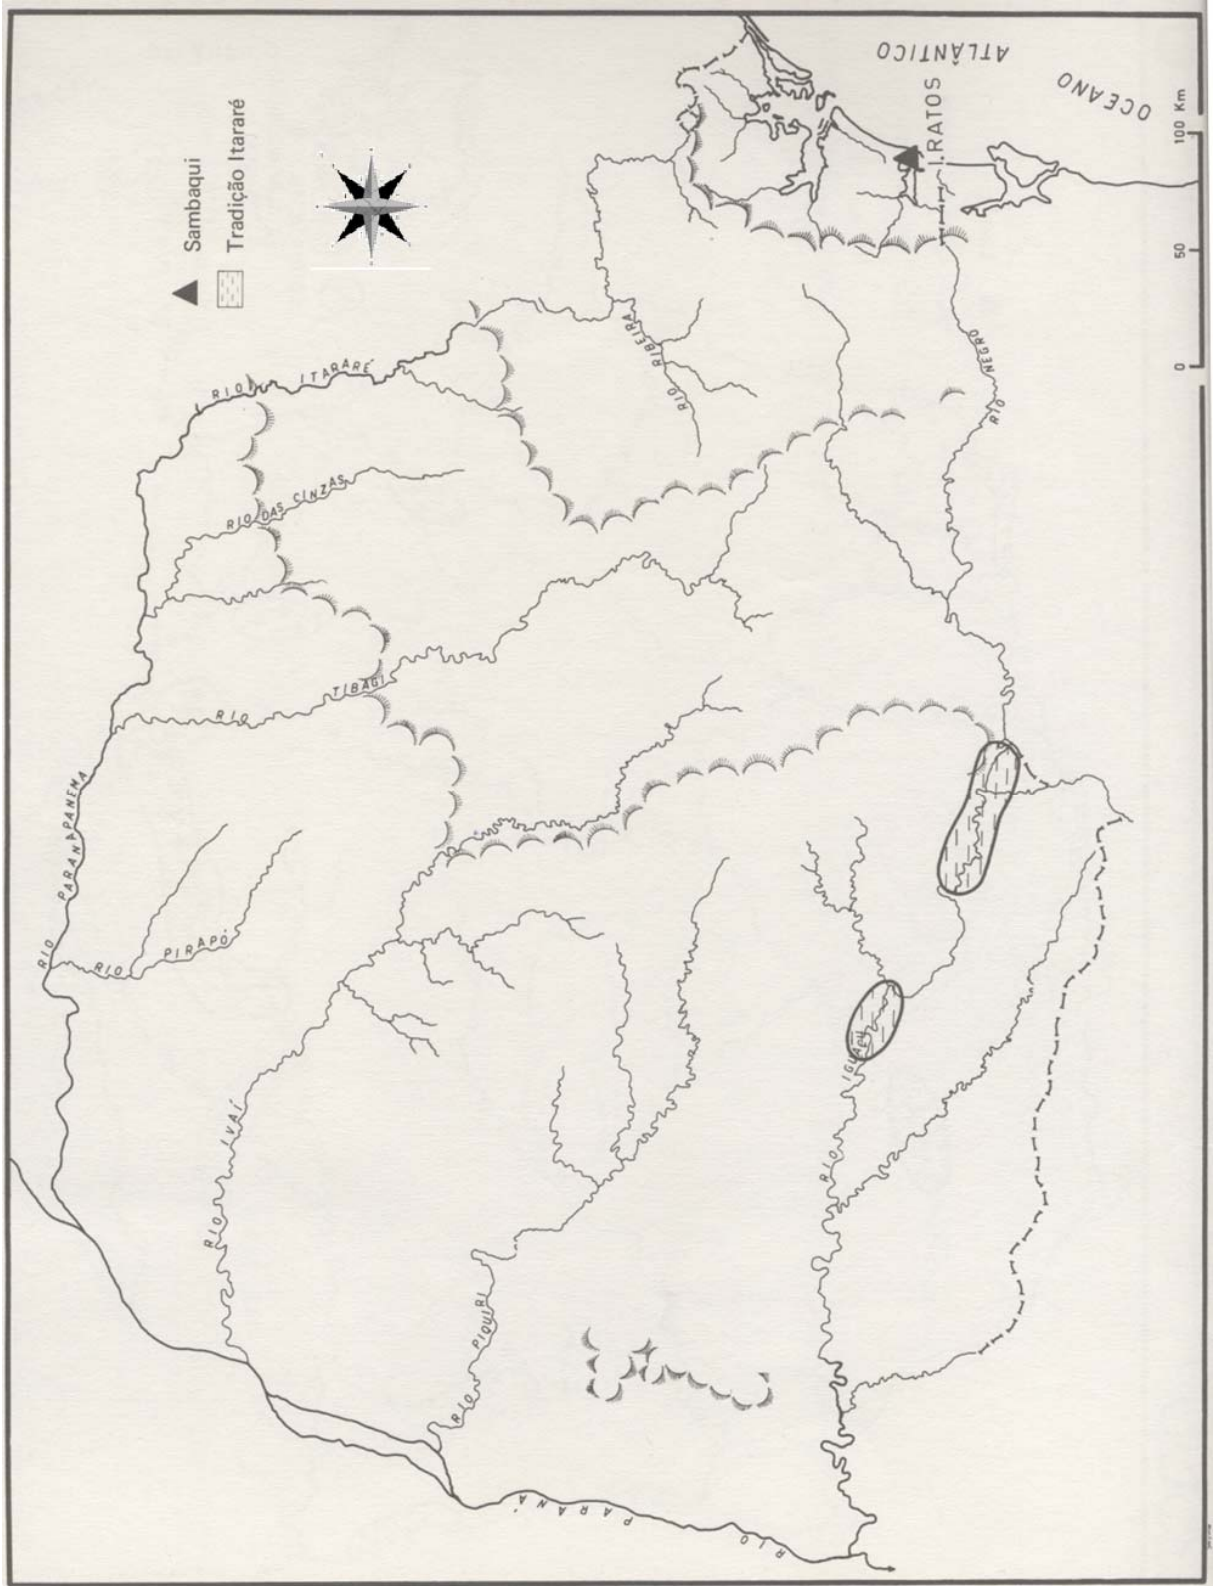 Sambaqui
Tradição Itararé
OCEANO
ATLÂNTICO
I. RATOS
0 50 100 Km
RIO PARANAPANEMA
RIO ITARARÉ
RIO DAS CINZAS
RIO TIBAGI
RIO PIRAPÓ
RIO RIBEIRA
RIO NEGRO
RIO IVAÍ
RIO PIQUIRI
RIO IGUAÇU
RIO PARANÁ